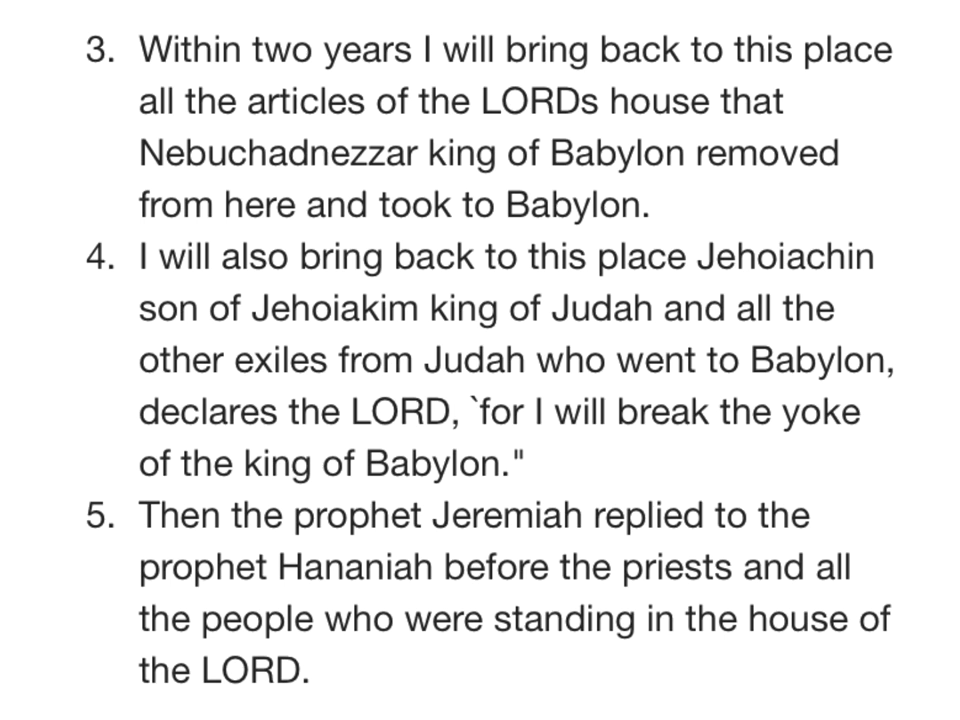 3. Within two years I will bring back to this place
all the articles of the LORDs house that
Nebuchadnezzar king of Babylon removed
from here and took to Babylon.
4. I will also bring back to this place Jehoiachin
son of Jehoiakim king of Judah and all the
other exiles from Judah who went to Babylon,
declares the LORD, `for I will break the yoke
of the king of Babylon."
5. Then the prophet Jeremiah replied to the
prophet Hananiah before the priests and all
the people who were standing in the house of
the LORD.